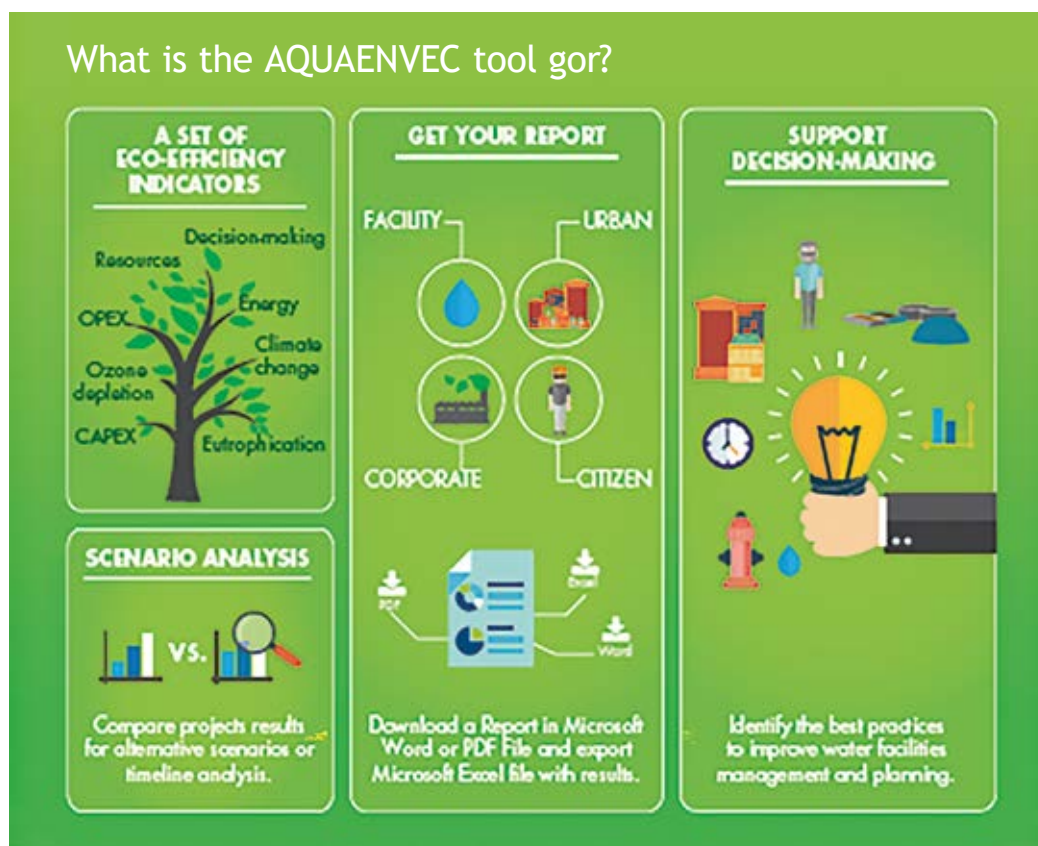 What is the AQUAENVEC tool gor?
A SET OF
ECO-EFFICIENCY
INDICATORS
Decision-making
Resources
Energy
OPEX
Climate
change
Ozone
depletion
CAPEX
Eutrophication
SCENARIO ANALYSIS
VS.
Compare projects results
for alternative scenarios or
timeline analysis.
GET YOUR REPORT
FACILITY
URBAN
CORPORATE
CITIZEN
PDF
Excel
Word
Download a Report in Microsoft
Word or PDF File and export
Microsoft Excel file with results.
SUPPORT
DECISION-MAKING
Identify the best practices
to improve water facilities
management and planning.